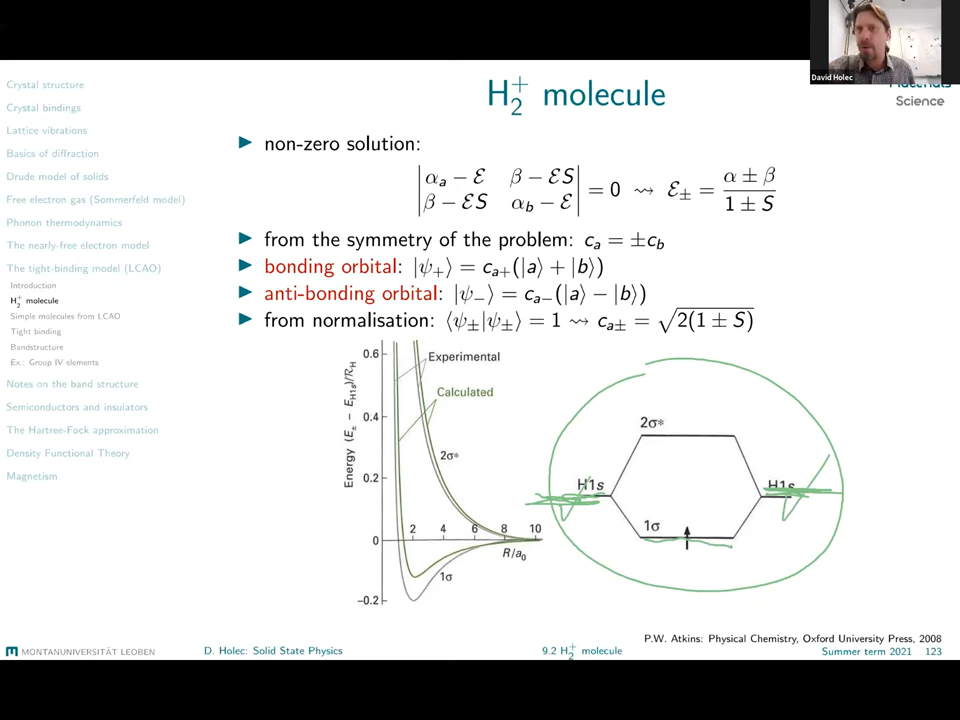 David Holec
Materials
Science
Crystal structure
Crystal bindings
Lattice vibrations
Basics of diffraction
Drude model of solids
Free electron gas (Sommerfeld model)
Phonon thermodynamics
The nearly-free electron model
The tight-binding model (LCAO)
Introduction
H₂⁺ molecule
Simple molecules from LCAO
Tight binding
Bandstructure
Ex.: Group IV elements
Notes on the band structure
Semiconductors and insulators
The Hartree-Fock approximation
Density Functional Theory
Magnetism
H₂⁺ molecule
▶ non-zero solution:
|αₐ − ℰ   β − ℰS|
|β − ℰS   α_b − ℰ| = 0 ⇝ ℰ± = (α ± β)/(1 ± S)
▶ from the symmetry of the problem: cₐ = ±c_b
▶ bonding orbital: |ψ₊⟩ = cₐ₊(|a⟩ + |b⟩)
▶ anti-bonding orbital: |ψ₋⟩ = cₐ₋(|a⟩ − |b⟩)
▶ from normalisation: ⟨ψ±|ψ±⟩ = 1 ⇝ cₐ± = √2(1 ± S)
Energy (E± − E_H1s)/R_H
0.6
0.4
0.2
0
−0.2
Experimental
Calculated
2σ*
2 4 6 8 10
R/a₀
1σ
2σ*
H1s
H1s
1σ
P.W. Atkins: Physical Chemistry, Oxford University Press, 2008
MONTANUNIVERSITÄT LEOBEN
D. Holec: Solid State Physics
9.2 H₂⁺ molecule
Summer term 2021 123